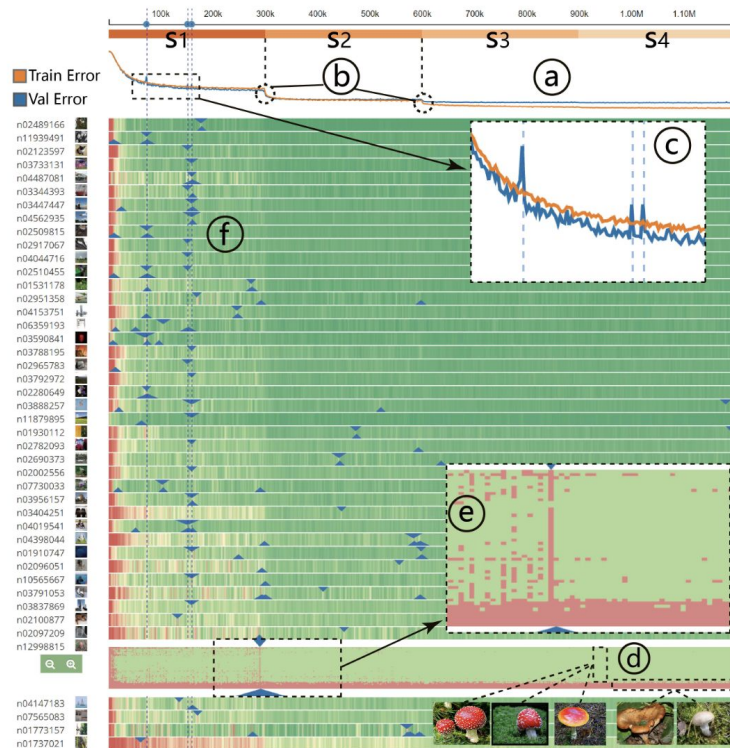 100k 200k 300k 400k 500k 600k 700k 800k 900k 1.00M 1.10M
S1 S2 S3 S4
b a
Train Error
Val Error
c
n02489166
n11939491
n02123597
n03733131
n04487081
n03344393
n03447447
n04562935
n02509815
f
n02917067
n04044716
n02510455
n01531178
n02951358
n04153751
n06359193
n03590841
n03788195
n02965783
n03792972
n02280649
n03888257
n11879895
n01930112
n02782093
n02690373
n02002556
n07730033
n03956157
n03404251
e
n04019541
n04398044
n01910747
n02096051
n10565667
n03791053
n03837869
n02100877
n02097209
n12998815
d
n04147183
n07565083
n01773157
n01737021